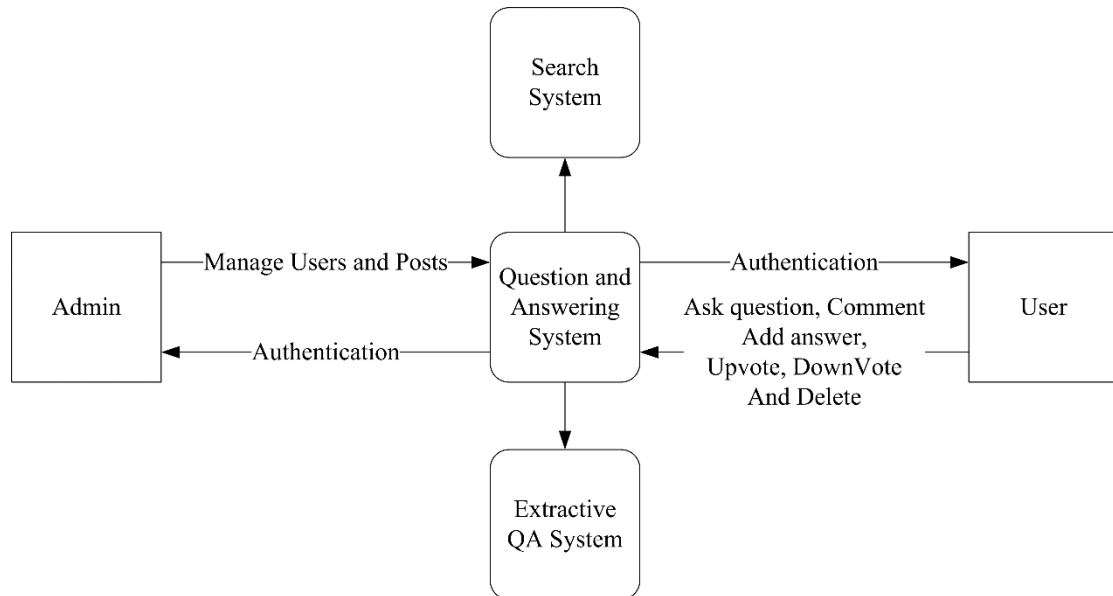 Search
System
Manage Users and Posts
Question and
Answering
System
Authentication
Admin
Authentication
User
Ask question, Comment
Add answer,
Upvote, DownVote
And Delete
Extractive
QA System